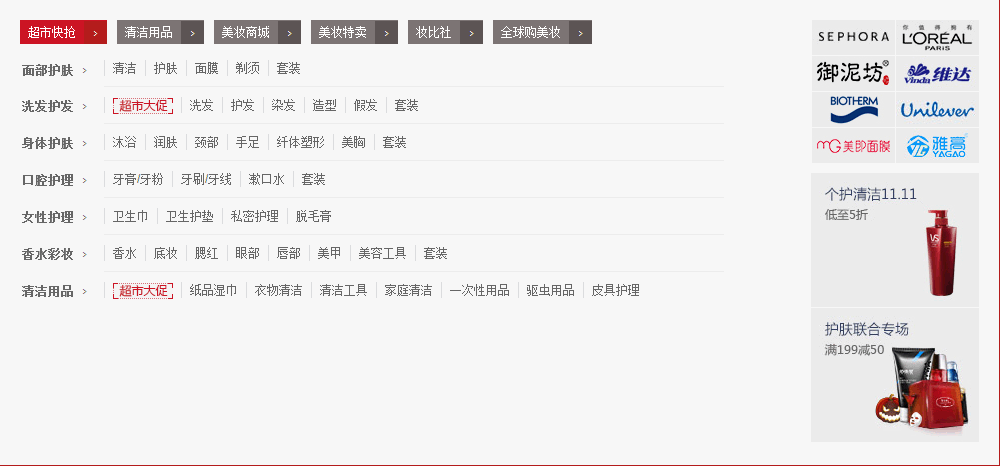 超市快抢 > 清洁用品 > 美妆商城 > 美妆特卖 > 妆比社 > 全球购美妆 >
面部护肤 > 清洁 护肤 面膜 剃须 套装
洗发护发 > 超市大促 洗发 护发 染发 造型 假发 套装
身体护肤 > 沐浴 润肤 颈部 手足 纤体塑形 美胸 套装
口腔护理 > 牙膏/牙粉 牙刷/牙线 漱口水 套装
女性护理 > 卫生巾 卫生护垫 私密护理 脱毛膏
香水彩妆 > 香水 底妆 腮红 眼部 唇部 美甲 美容工具 套装
清洁用品 > 超市大促 纸品湿巾 衣物清洁 清洁工具 家庭清洁 一次性用品 驱虫用品 皮具护理
SEPHORA
你值得拥有
L'ORÉAL
PARIS
御泥坊
Vinda 维达
BIOTHERM
Unilever
MG美即面膜
雅高
YAGAO
个护清洁11.11
低至5折
VS
护肤联合专场
满199减50